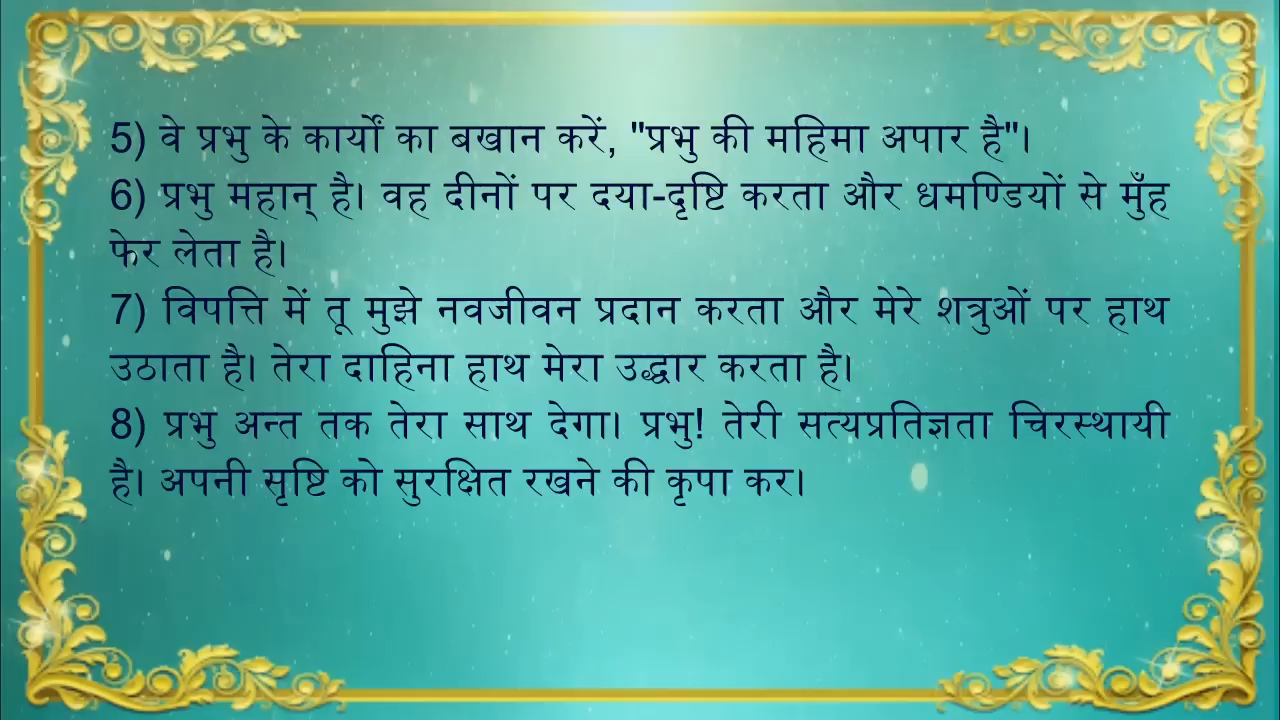 5) वे प्रभु के कार्यों का बखान करें, "प्रभु की महिमा अपार है"।
6) प्रभु महान् है। वह दीनों पर दया-दृष्टि करता और धमण्डियों से मुँह
फेर लेता है।
7) विपत्ति में तू मुझे नवजीवन प्रदान करता और मेरे शत्रुओं पर हाथ
उठाता है। तेरा दाहिना हाथ मेरा उद्धार करता है।
8) प्रभु अन्त तक तेरा साथ देगा। प्रभु! तेरी सत्यप्रतिज्ञता चिरस्थायी
है। अपनी सृष्टि को सुरक्षित रखने की कृपा कर।